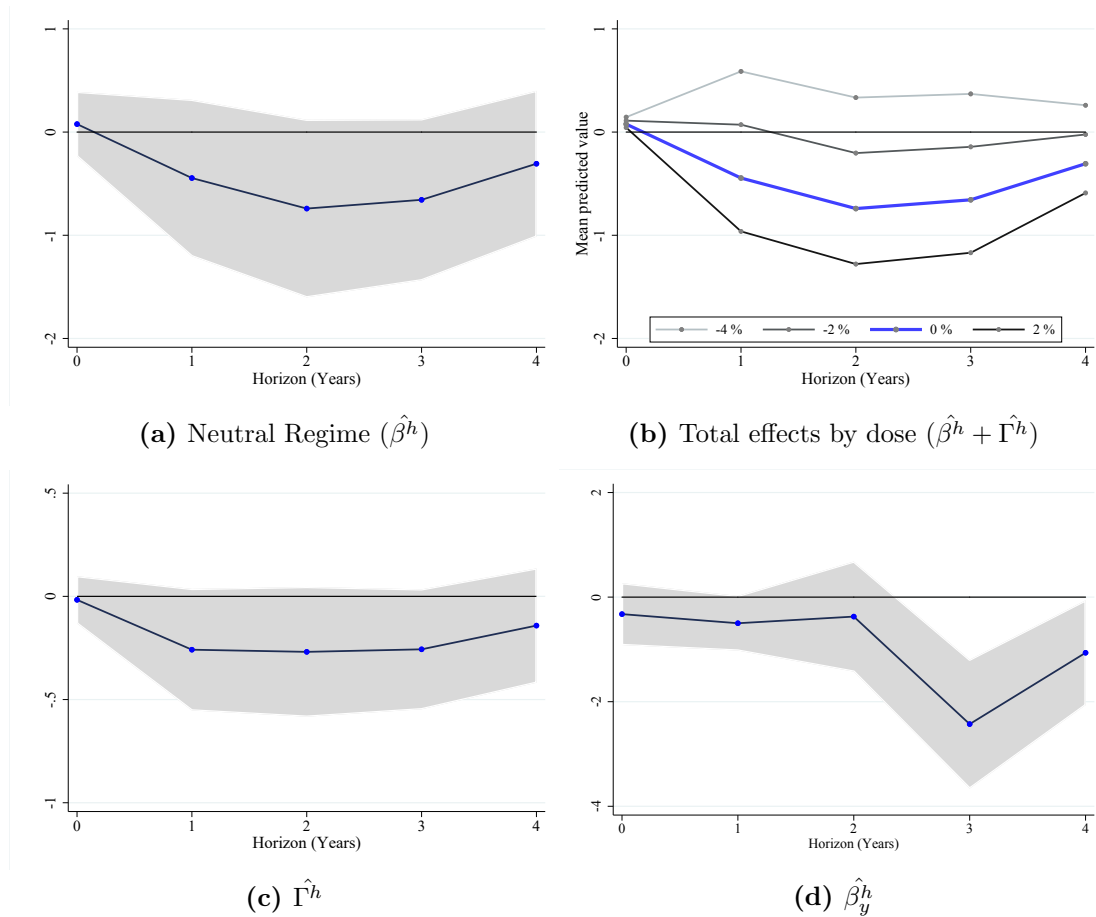 1
0
-1
-2
0 1 2 3 4
Horizon (Years)
(a) Neutral Regime (β̂^h)
Mean predicted value
1
0
-1
-2
-4 % -2 % 0 % 2 %
0 1 2 3 4
Horizon (Years)
(b) Total effects by dose (β̂^h + Γ̂^h)
.5
0
-.5
-1
0 1 2 3 4
Horizon (Years)
(c) Γ̂^h
2
0
-2
-4
0 1 2 3 4
Horizon (Years)
(d) β̂_y^h